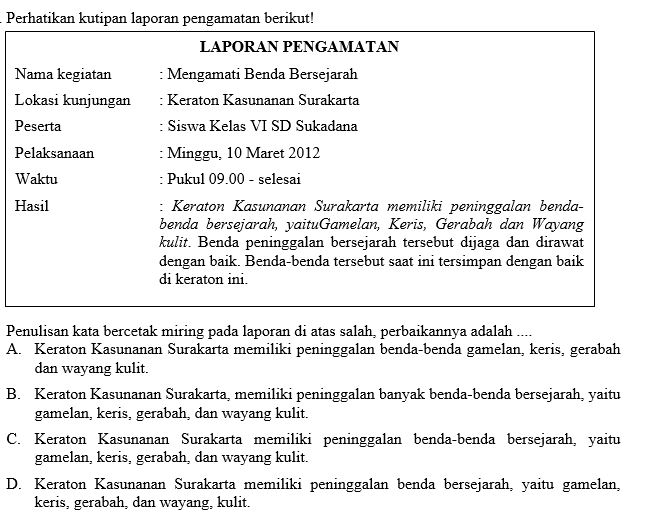 . Perhatikan kutipan laporan pengamatan berikut!
LAPORAN PENGAMATAN
Nama kegiatan : Mengamati Benda Bersejarah
Lokasi kunjungan : Keraton Kasunanan Surakarta
Peserta : Siswa Kelas VI SD Sukadana
Pelaksanaan : Minggu, 10 Maret 2012
Waktu : Pukul 09.00 - selesai
Hasil : Keraton Kasunanan Surakarta memiliki peninggalan benda-
benda bersejarah, yaituGamelan, Keris, Gerabah dan Wayang
kulit. Benda peninggalan bersejarah tersebut dijaga dan dirawat
dengan baik. Benda-benda tersebut saat ini tersimpan dengan baik
di keraton ini.
Penulisan kata bercetak miring pada laporan di atas salah, perbaikannya adalah ....
A. Keraton Kasunanan Surakarta memiliki peninggalan benda-benda gamelan, keris, gerabah
dan wayang kulit.
B. Keraton Kasunanan Surakarta, memiliki peninggalan banyak benda-benda bersejarah, yaitu
gamelan, keris, gerabah, dan wayang kulit.
C. Keraton Kasunanan Surakarta memiliki peninggalan benda-benda bersejarah, yaitu
gamelan, keris, gerabah, dan wayang kulit.
D. Keraton Kasunanan Surakarta memiliki peninggalan benda bersejarah, yaitu gamelan,
keris, gerabah, dan wayang, kulit.